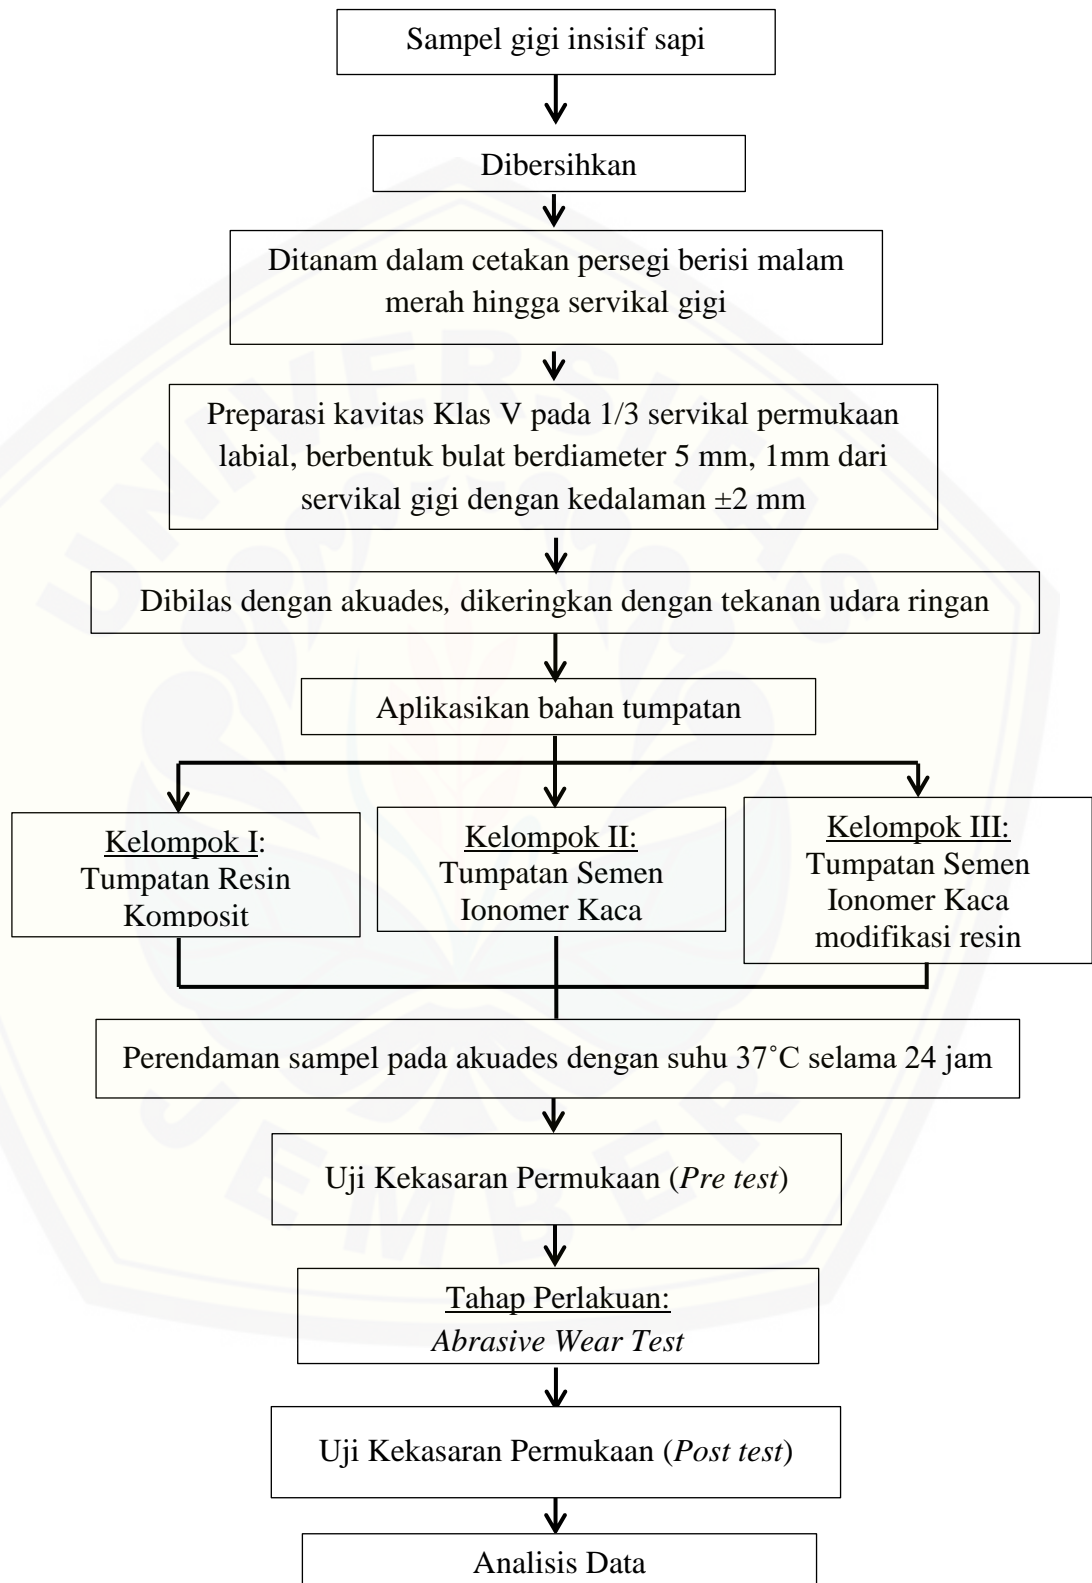 Sampel gigi insisif sapi
Dibersihkan
Ditanam dalam cetakan persegi berisi malam
merah hingga servikal gigi
Preparasi kavitas Klas V pada 1/3 servikal permukaan
labial, berbentuk bulat berdiameter 5 mm, 1mm dari
servikal gigi dengan kedalaman ±2 mm
Dibilas dengan akuades, dikeringkan dengan tekanan udara ringan
Aplikasikan bahan tumpatan
Kelompok I:
Tumpatan Resin
Komposit
Kelompok II:
Tumpatan Semen
Ionomer Kaca
Kelompok III:
Tumpatan Semen
Ionomer Kaca
modifikasi resin
Perendaman sampel pada akuades dengan suhu 37˚C selama 24 jam
Uji Kekasaran Permukaan (Pre test)
Tahap Perlakuan:
Abrasive Wear Test
Uji Kekasaran Permukaan (Post test)
Analisis Data
UNIVERSITAS
JEMBER